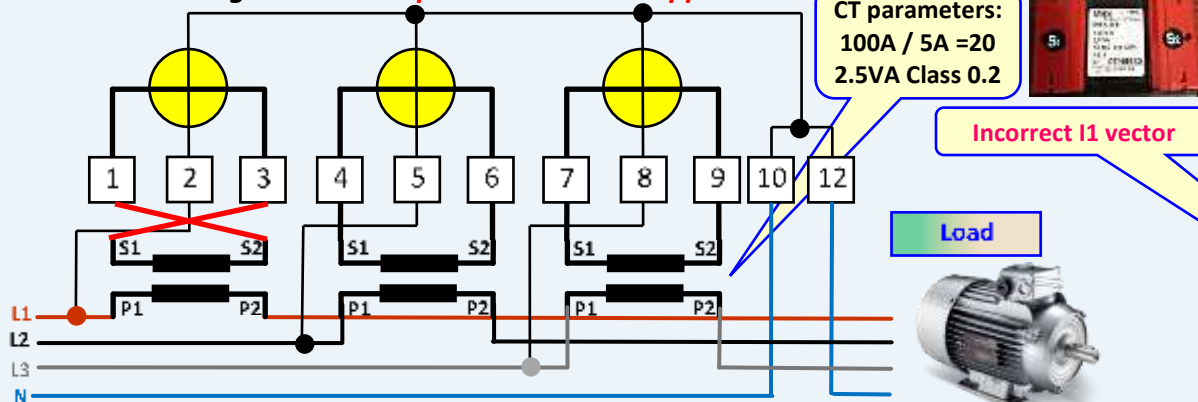 CT parameters:
100A / 5A =20
2.5VA Class 0.2
S1
S2
Incorrect I1 vector
1
2
3
4
5
6
7
8
9
10
12
Load
S1
S2
S1
S2
S1
S2
P1
P2
P1
P2
P1
P2
L1
L2
L3
N